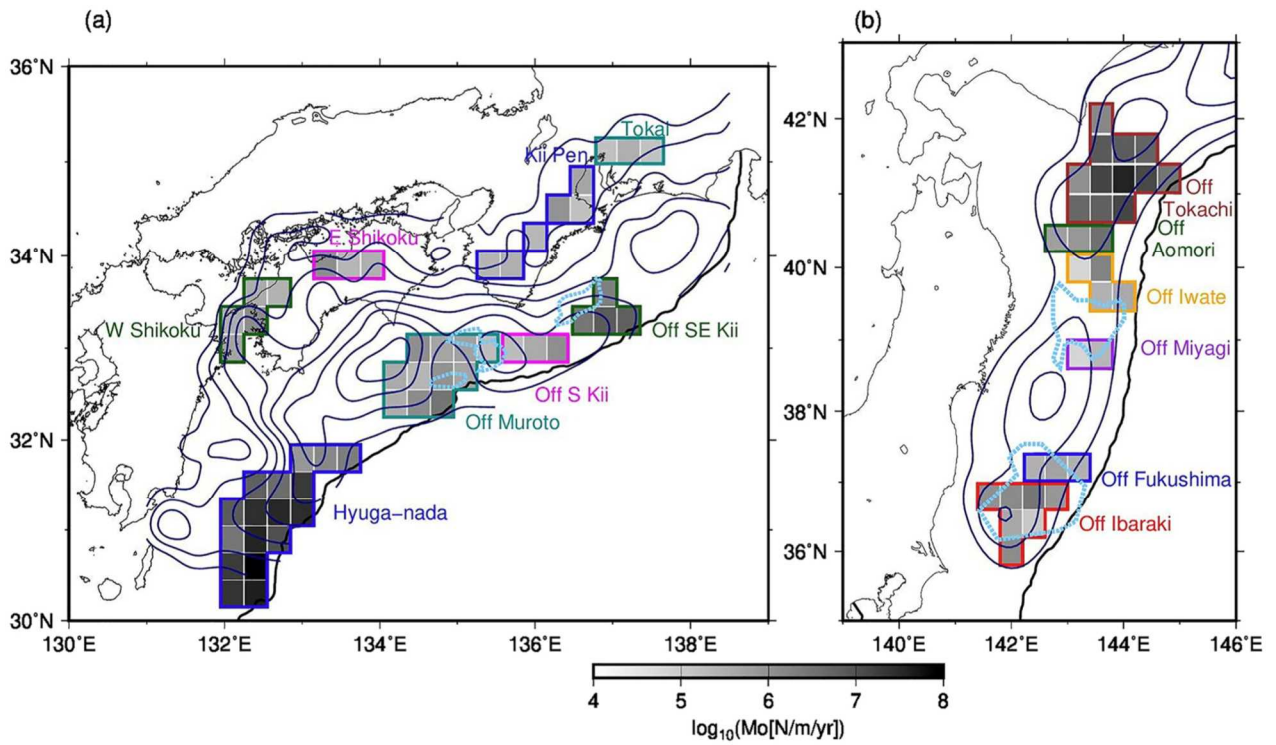 (a)
(b)
36˚N
34˚N
32˚N
30˚N
130˚E
132˚E
134˚E
136˚E
138˚E
Tokai
Kii Pen
E Shikoku
W Shikoku
Off SE Kii
Off S Kii
Off Muroto
Hyuga-nada
42˚N
40˚N
38˚N
36˚N
140˚E
142˚E
144˚E
146˚E
Off
Tokachi
Off
Aomori
Off Iwate
Off Miyagi
Off Fukushima
Off Ibaraki
4
5
6
7
8
log10(Mo[N/m/yr])